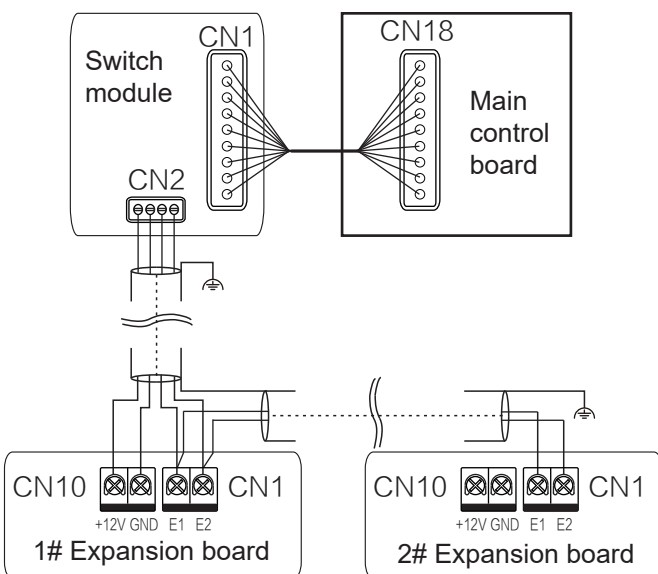 CN1
CN18
Switch
module
Main
control
board
CN2
CN10
CN1
+12V GND E1 E2
1# Expansion board
CN10
CN1
+12V GND E1 E2
2# Expansion board